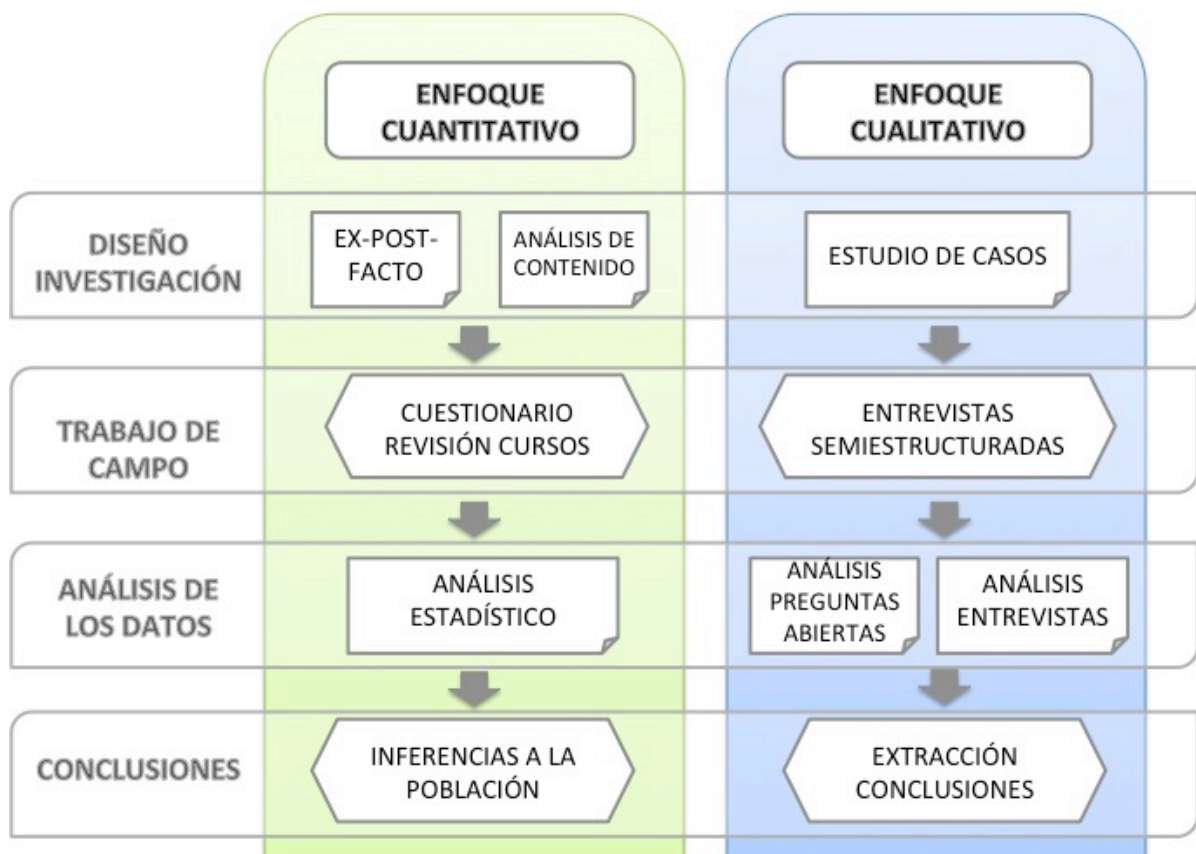 ENFOQUE
CUANTITATIVO
ENFOQUE
CUALITATIVO
DISEÑO
INVESTIGACIÓN
EX-POST-
FACTO
ANÁLISIS DE
CONTENIDO
ESTUDIO DE CASOS
TRABAJO DE
CAMPO
CUESTIONARIO
REVISIÓN CURSOS
ENTREVISTAS
SEMIESTRUCTURADAS
ANÁLISIS DE
LOS DATOS
ANÁLISIS
ESTADÍSTICO
ANÁLISIS
PREGUNTAS
ABIERTAS
ANÁLISIS
ENTREVISTAS
CONCLUSIONES
INFERENCIAS A LA
POBLACIÓN
EXTRACCIÓN
CONCLUSIONES